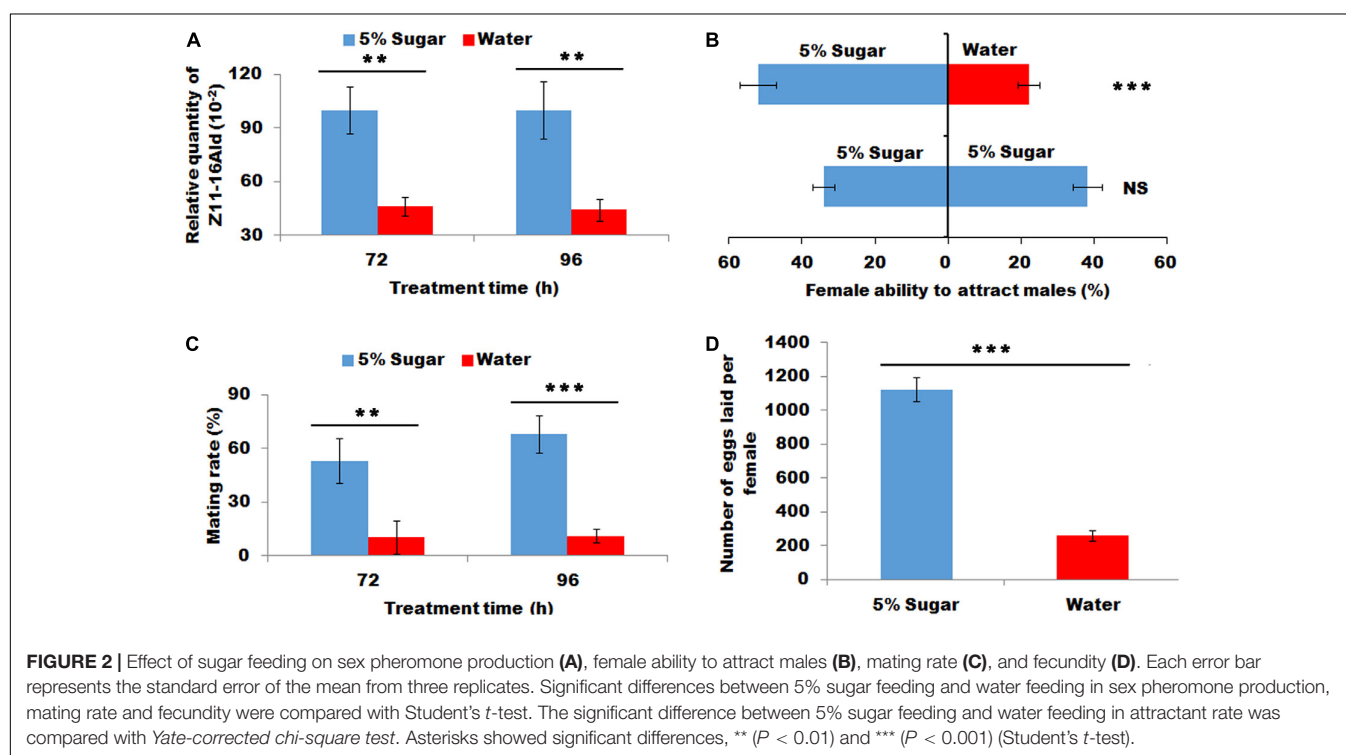 A
5% Sugar Water
** **
120
90
60
30
Relative quantity of
Z11-16Ald (10-2)
72 96
Treatment time (h)
B
5% Sugar Water
***
5% Sugar 5% Sugar
NS
60 40 20 0 20 40 60
Female ability to attract males (%)
C
5% Sugar Water
** ***
90
60
30
0
Mating rate (%)
72 96
Treatment time (h)
D
***
1400
1200
1000
800
600
400
200
0
Number of eggs laid per
female
5% Sugar Water
FIGURE 2 | Effect of sugar feeding on sex pheromone production (A), female ability to attract males (B), mating rate (C), and fecundity (D). Each error bar
represents the standard error of the mean from three replicates. Significant differences between 5% sugar feeding and water feeding in sex pheromone production,
mating rate and fecundity were compared with Student's t-test. The significant difference between 5% sugar feeding and water feeding in attractant rate was
compared with Yate-corrected chi-square test. Asterisks showed significant differences, ** (P < 0.01) and *** (P < 0.001) (Student's t-test).